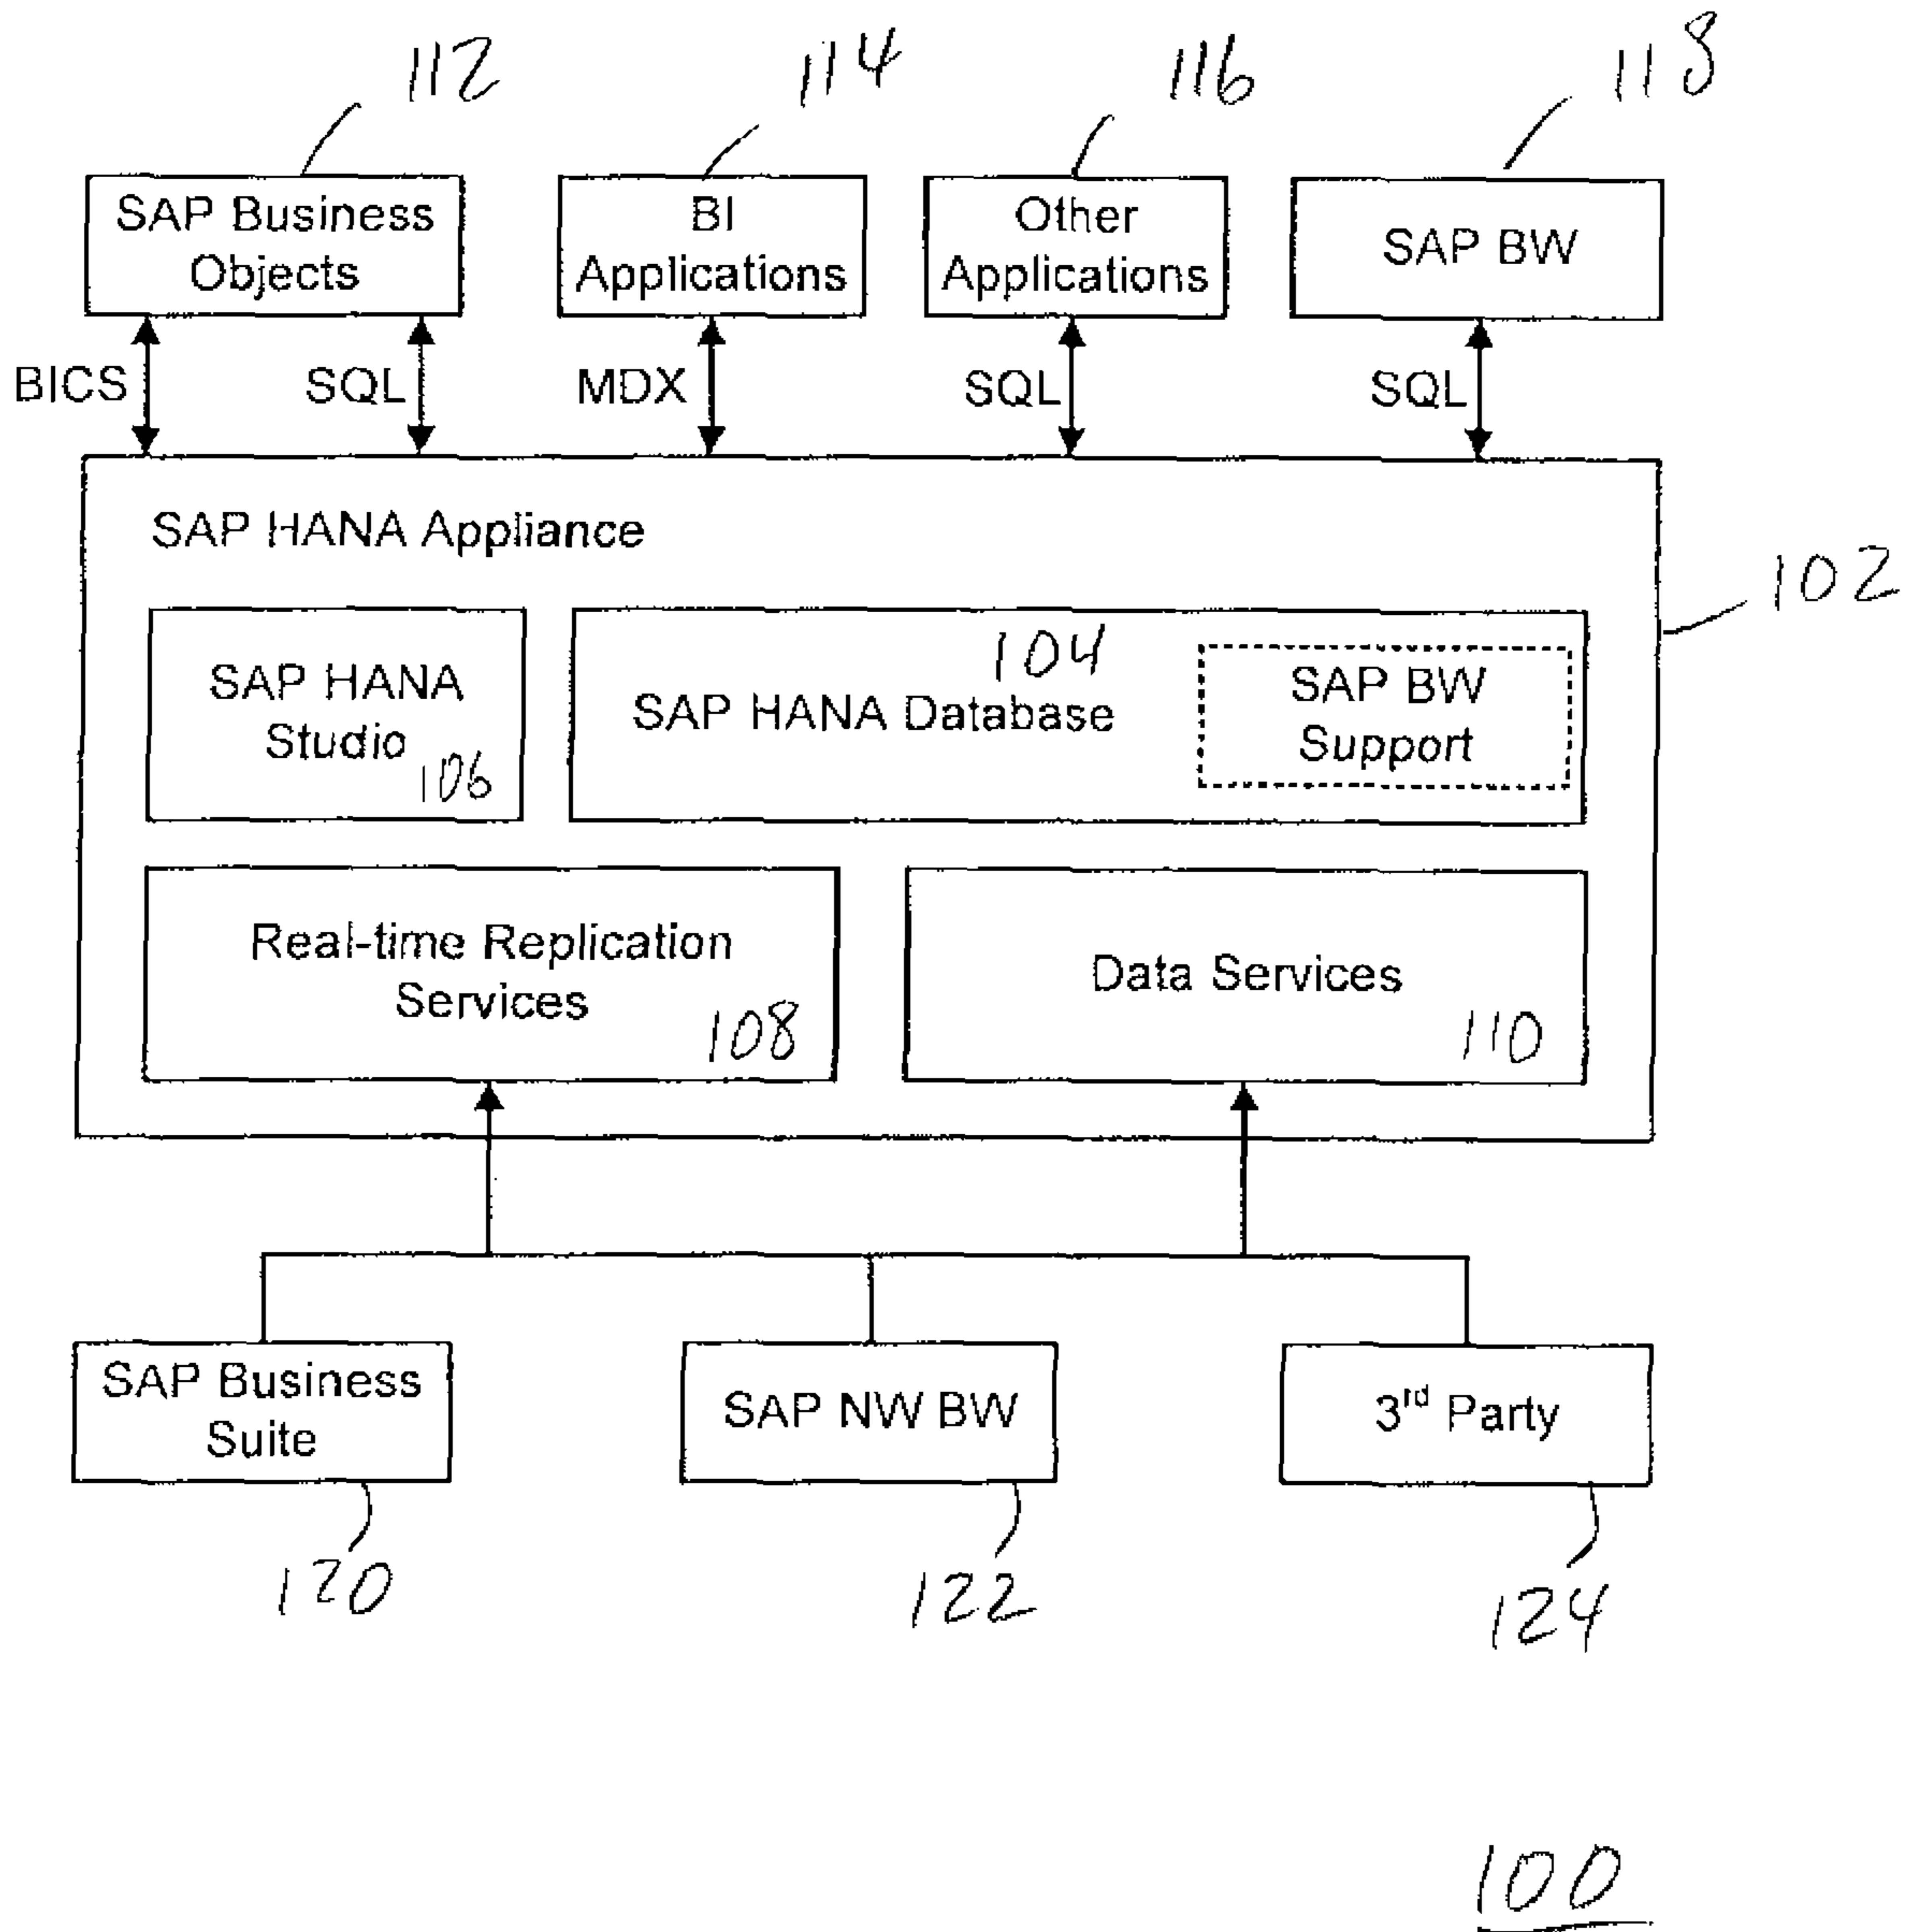 112
114
116
118
SAP Business
Objects
BI
Applications
Other
Applications
SAP BW
BICS
SQL
MDX
SQL
SQL
SAP HANA Appliance
102
SAP HANA
Studio
106
104
SAP HANA Database
SAP BW
Support
Real-time Replication
Services
108
Data Services
110
SAP Business
Suite
SAP NW BW
3rd Party
120
122
124
100